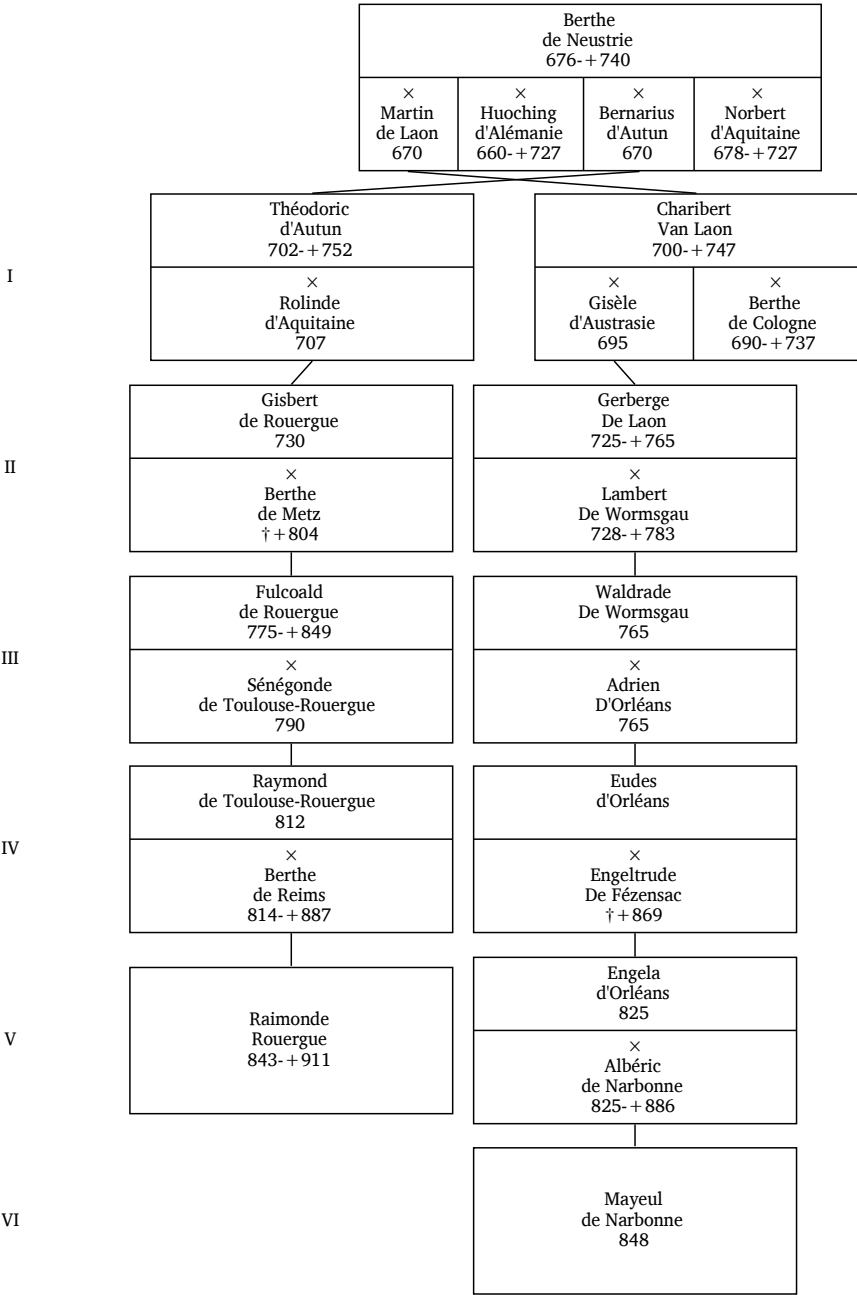 Berthe
de Neustrie
676-+740
×
Martin
de Laon
670
×
Huoching
d'Alémanie
660-+727
×
Bernarius
d'Autun
670
×
Norbert
d'Aquitaine
678-+727
I
Théodoric
d'Autun
702-+752
×
Rolinde
d'Aquitaine
707
Charibert
Van Laon
700-+747
×
Gisèle
d'Austrasie
695
×
Berthe
de Cologne
690-+737
II
Gisbert
de Rouergue
730
×
Berthe
de Metz
†+804
Gerberge
De Laon
725-+765
×
Lambert
De Wormsgau
728-+783
III
Fulcoald
de Rouergue
775-+849
×
Sénégonde
de Toulouse-Rouergue
790
Waldrade
De Wormsgau
765
×
Adrien
D'Orléans
765
IV
Raymond
de Toulouse-Rouergue
812
×
Berthe
de Reims
814-+887
Eudes
d'Orléans
×
Engeltrude
De Fézensac
†+869
V
Raimonde
Rouergue
843-+911
Engela
d'Orléans
825
×
Albéric
de Narbonne
825-+886
VI
Mayeul
de Narbonne
848